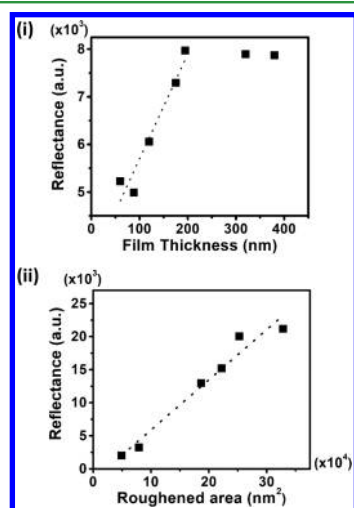 (i)
(x10³)
8
7
6
5
Reflectance (a.u.)
0 100 200 300 400
Film Thickness (nm)
(ii)
(x10³)
25
20
15
10
5
0
Reflectance (a.u.)
0 10 20 30
(x10⁴)
Roughened area (nm²)